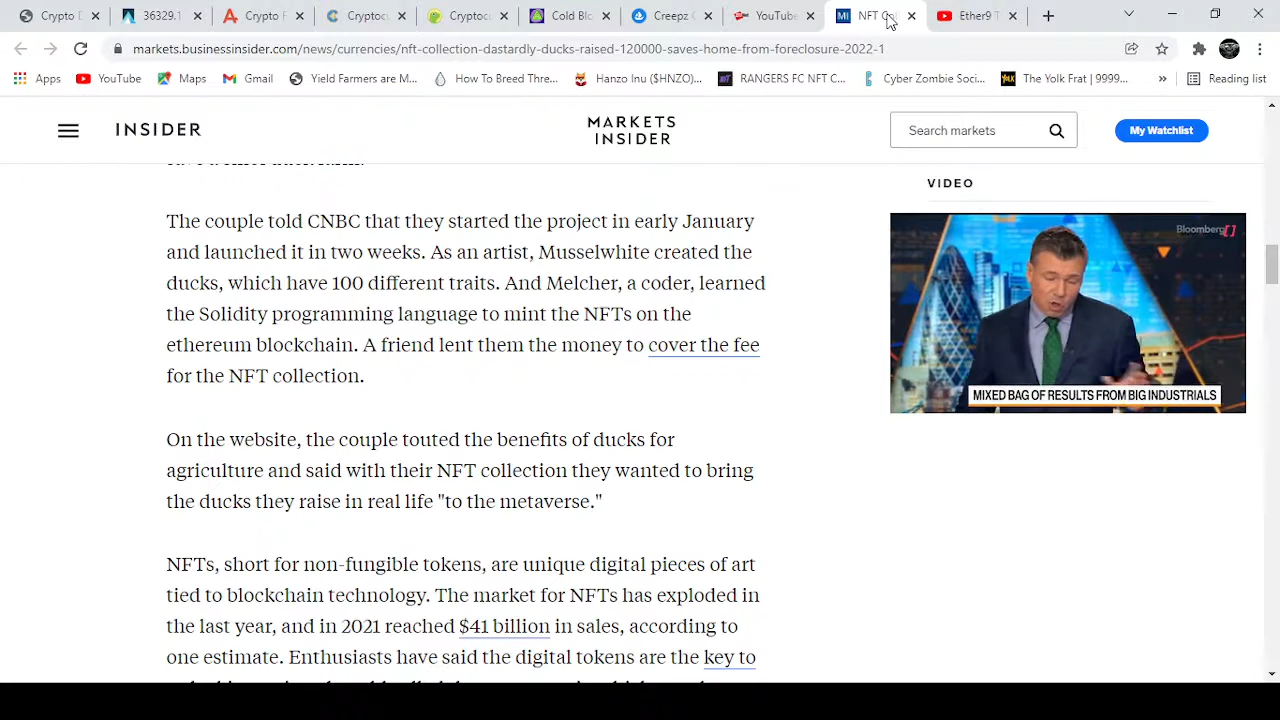 Crypto D
36329.1
Crypto F
Cryptocu
Cryptoc
Cold Blo
Creepz G
YouTube
NFT Col
Ether9 T
markets.businessinsider.com/news/currencies/nft-collection-dastardly-ducks-raised-120000-saves-home-from-foreclosure-2022-1
Apps
YouTube
Maps
Gmail
Yield Farmers are M...
How To Breed Thre...
Hanzo Inu ($HNZO)...
RANGERS FC NFT C...
Cyber Zombie Soci...
The Yolk Frat | 9999...
»
Reading list
INSIDER
MARKETS
INSIDER
Search markets
My Watchlist
The couple told CNBC that they started the project in early January
and launched it in two weeks. As an artist, Musselwhite created the
ducks, which have 100 different traits. And Melcher, a coder, learned
the Solidity programming language to mint the NFTs on the
ethereum blockchain. A friend lent them the money to cover the fee
for the NFT collection.
On the website, the couple touted the benefits of ducks for
agriculture and said with their NFT collection they wanted to bring
the ducks they raise in real life "to the metaverse."
NFTs, short for non-fungible tokens, are unique digital pieces of art
tied to blockchain technology. The market for NFTs has exploded in
the last year, and in 2021 reached $41 billion in sales, according to
one estimate. Enthusiasts have said the digital tokens are the key to
VIDEO
Bloomberg
MIXED BAG OF RESULTS FROM BIG INDUSTRIALS